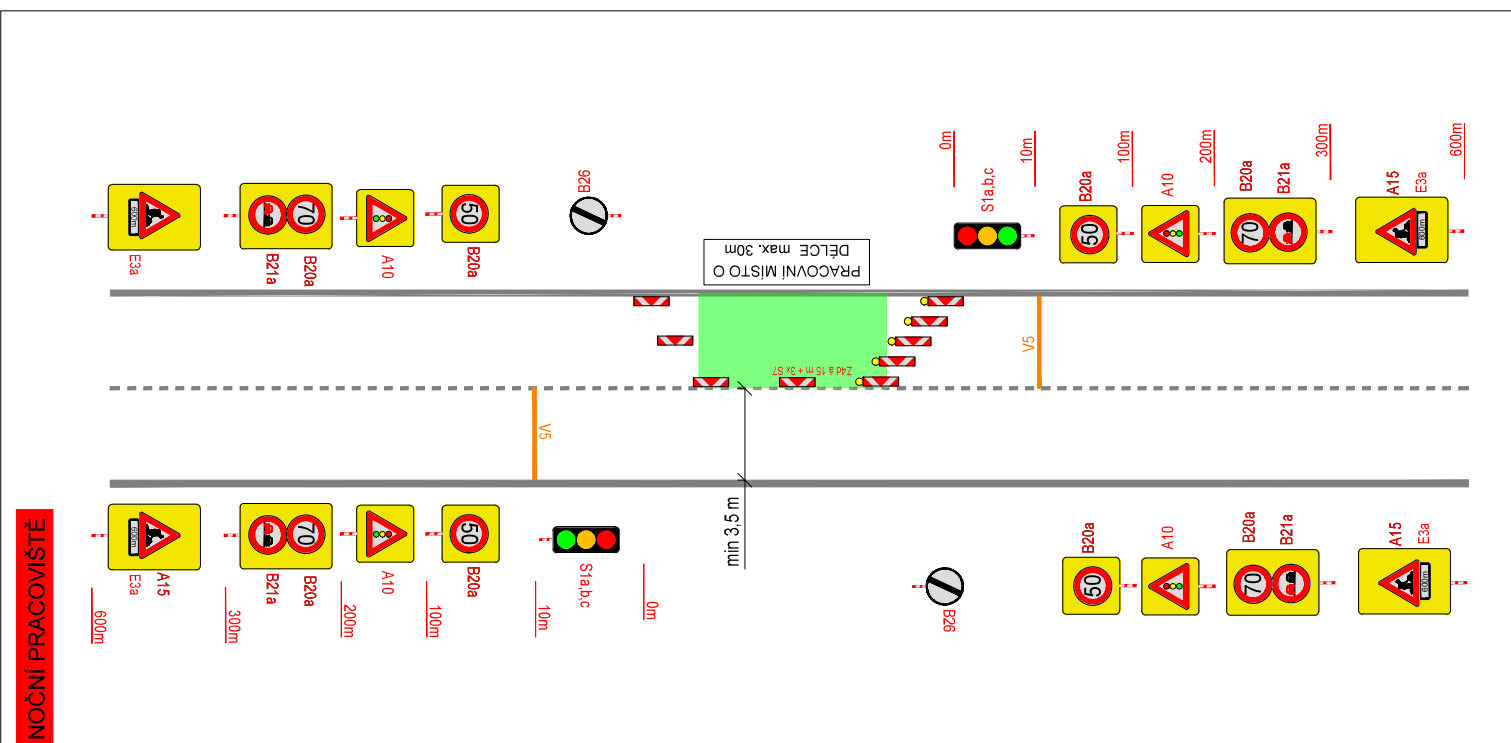 NOČNÍ PRACOVIŠTĚ
600m
E3a
70
B21a
B20a
A10
50
B20a
B26
PRACOVNÍ MÍSTO O
DÉLCE max. 30m
0m
10m
100m
200m
300m
600m
S1a,b,c
B20a
50
A10
B20a
B21a
70
A15
E3a
600m
Z4d à 15 m + 3x S7
V5
V5
min 3,5 m
600m
E3a
A15
70
B21a
B20a
A10
50
B20a
S1a,b,c
600m
300m
200m
100m
10m
0m
B26
B20a
50
A10
B20a
B21a
70
A15
E3a
600m